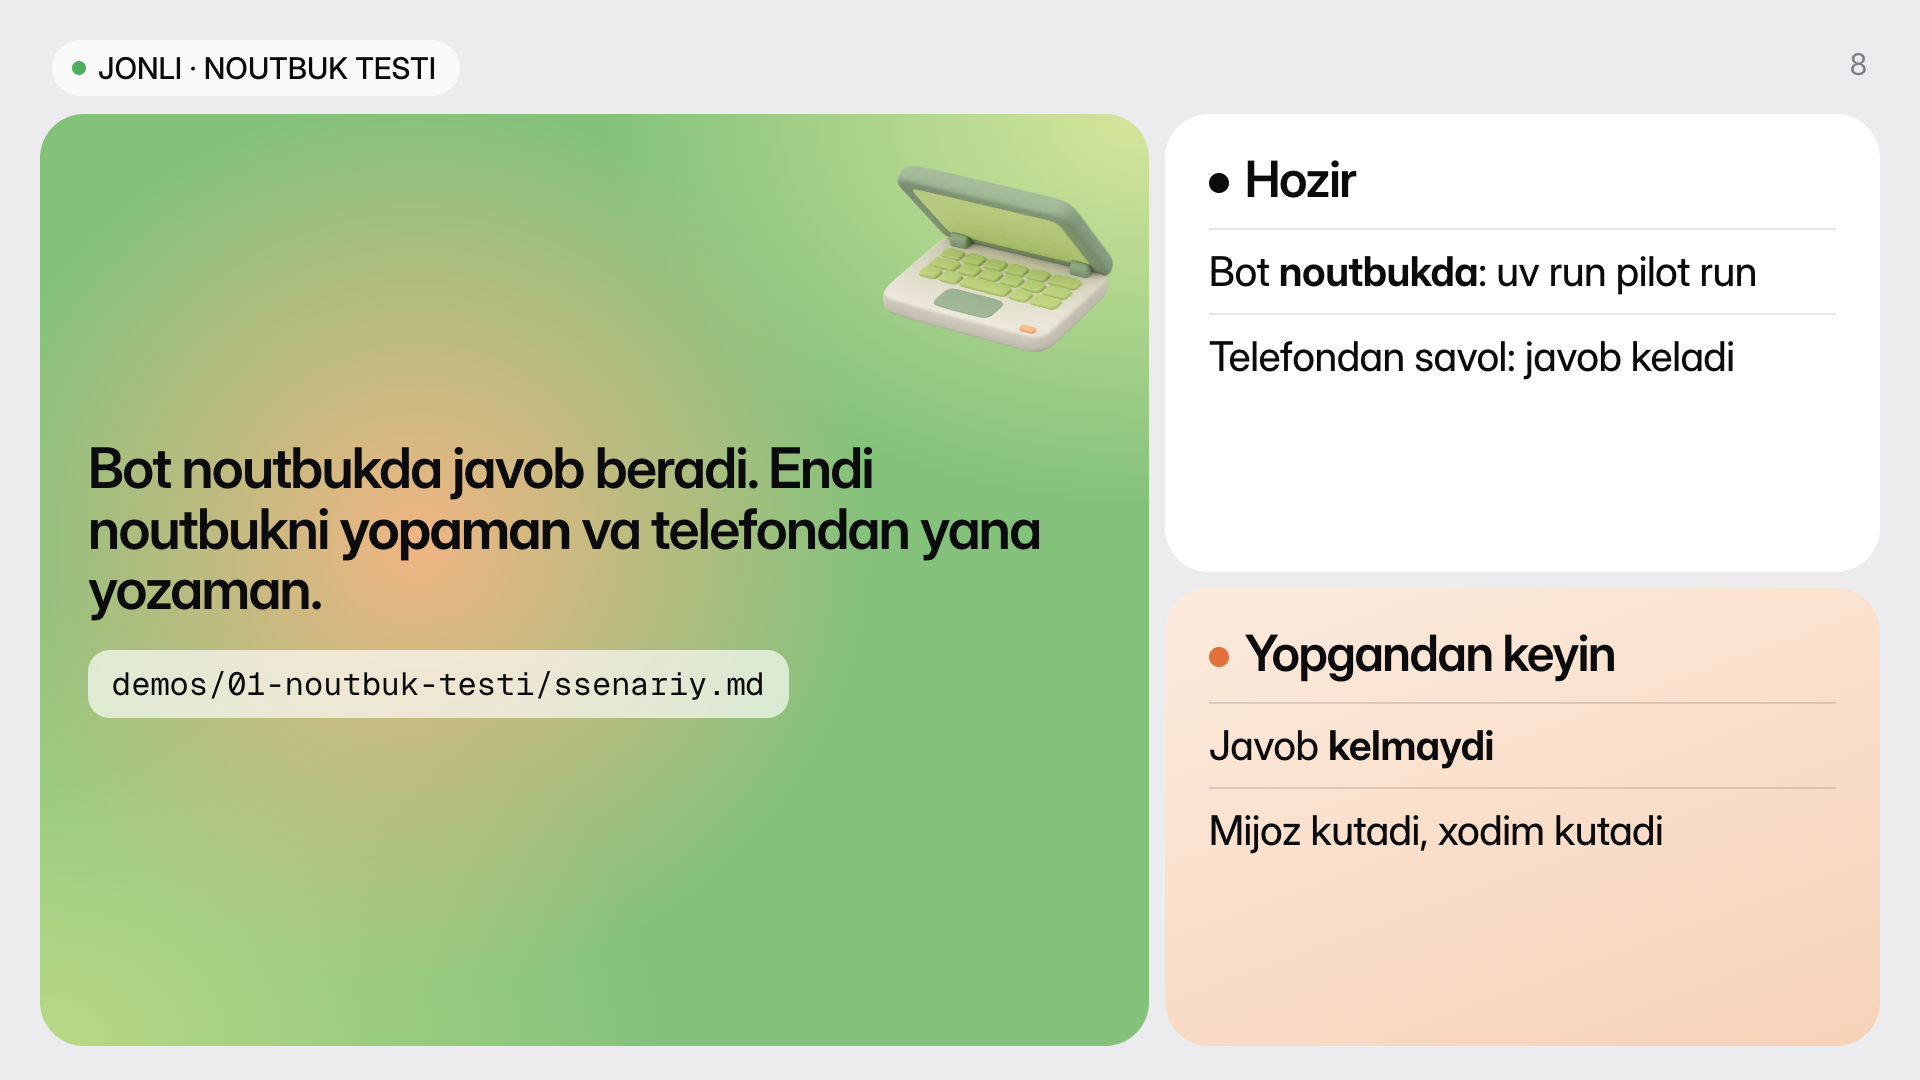 JONLI · NOUTBUK TESTI
8
Bot noutbukda javob beradi. Endi
noutbukni yopaman va telefondan yana
yozaman.
demos/01-noutbuk-testi/ssenariy.md
Hozir
Bot noutbukda: uv run pilot run
Telefondan savol: javob keladi
Yopgandan keyin
Javob kelmaydi
Mijoz kutadi, xodim kutadi